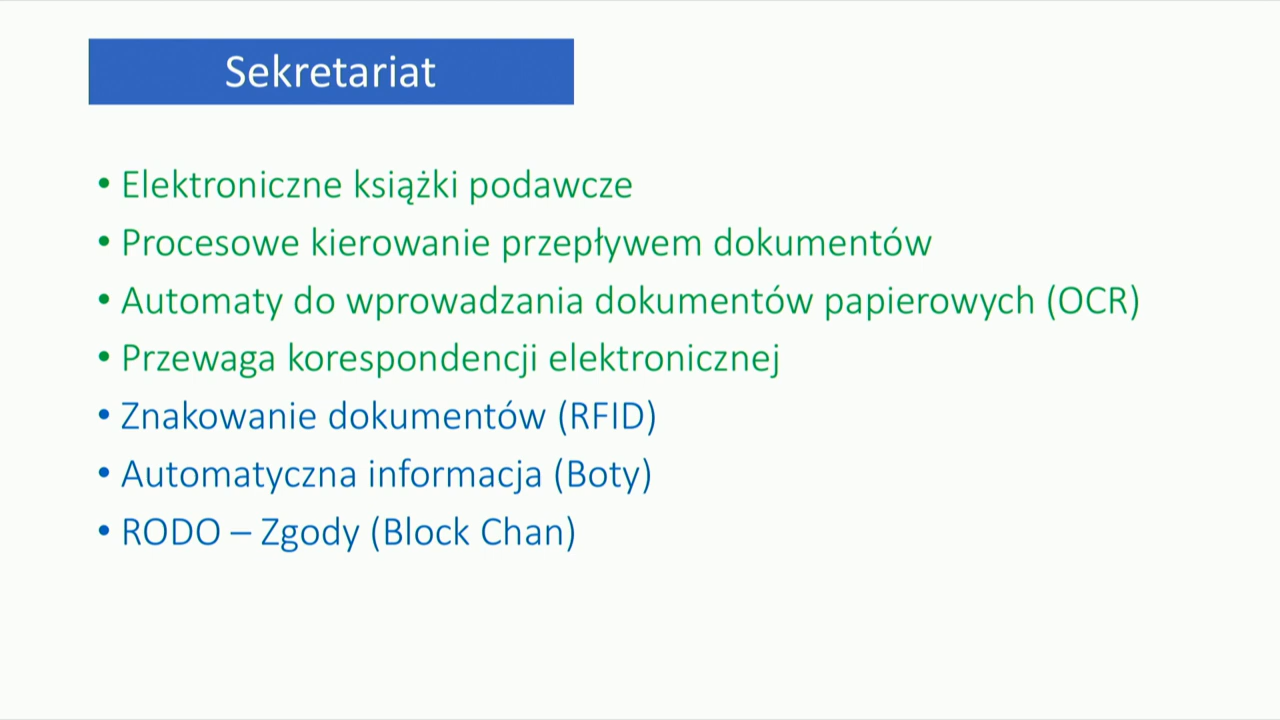 Sekretariat
• Elektroniczne książki podawcze
• Procesowe kierowanie przepływem dokumentów
• Automaty do wprowadzania dokumentów papierowych (OCR)
• Przewaga korespondencji elektronicznej
• Znakowanie dokumentów (RFID)
• Automatyczna informacja (Boty)
• RODO – Zgody (Block Chan)